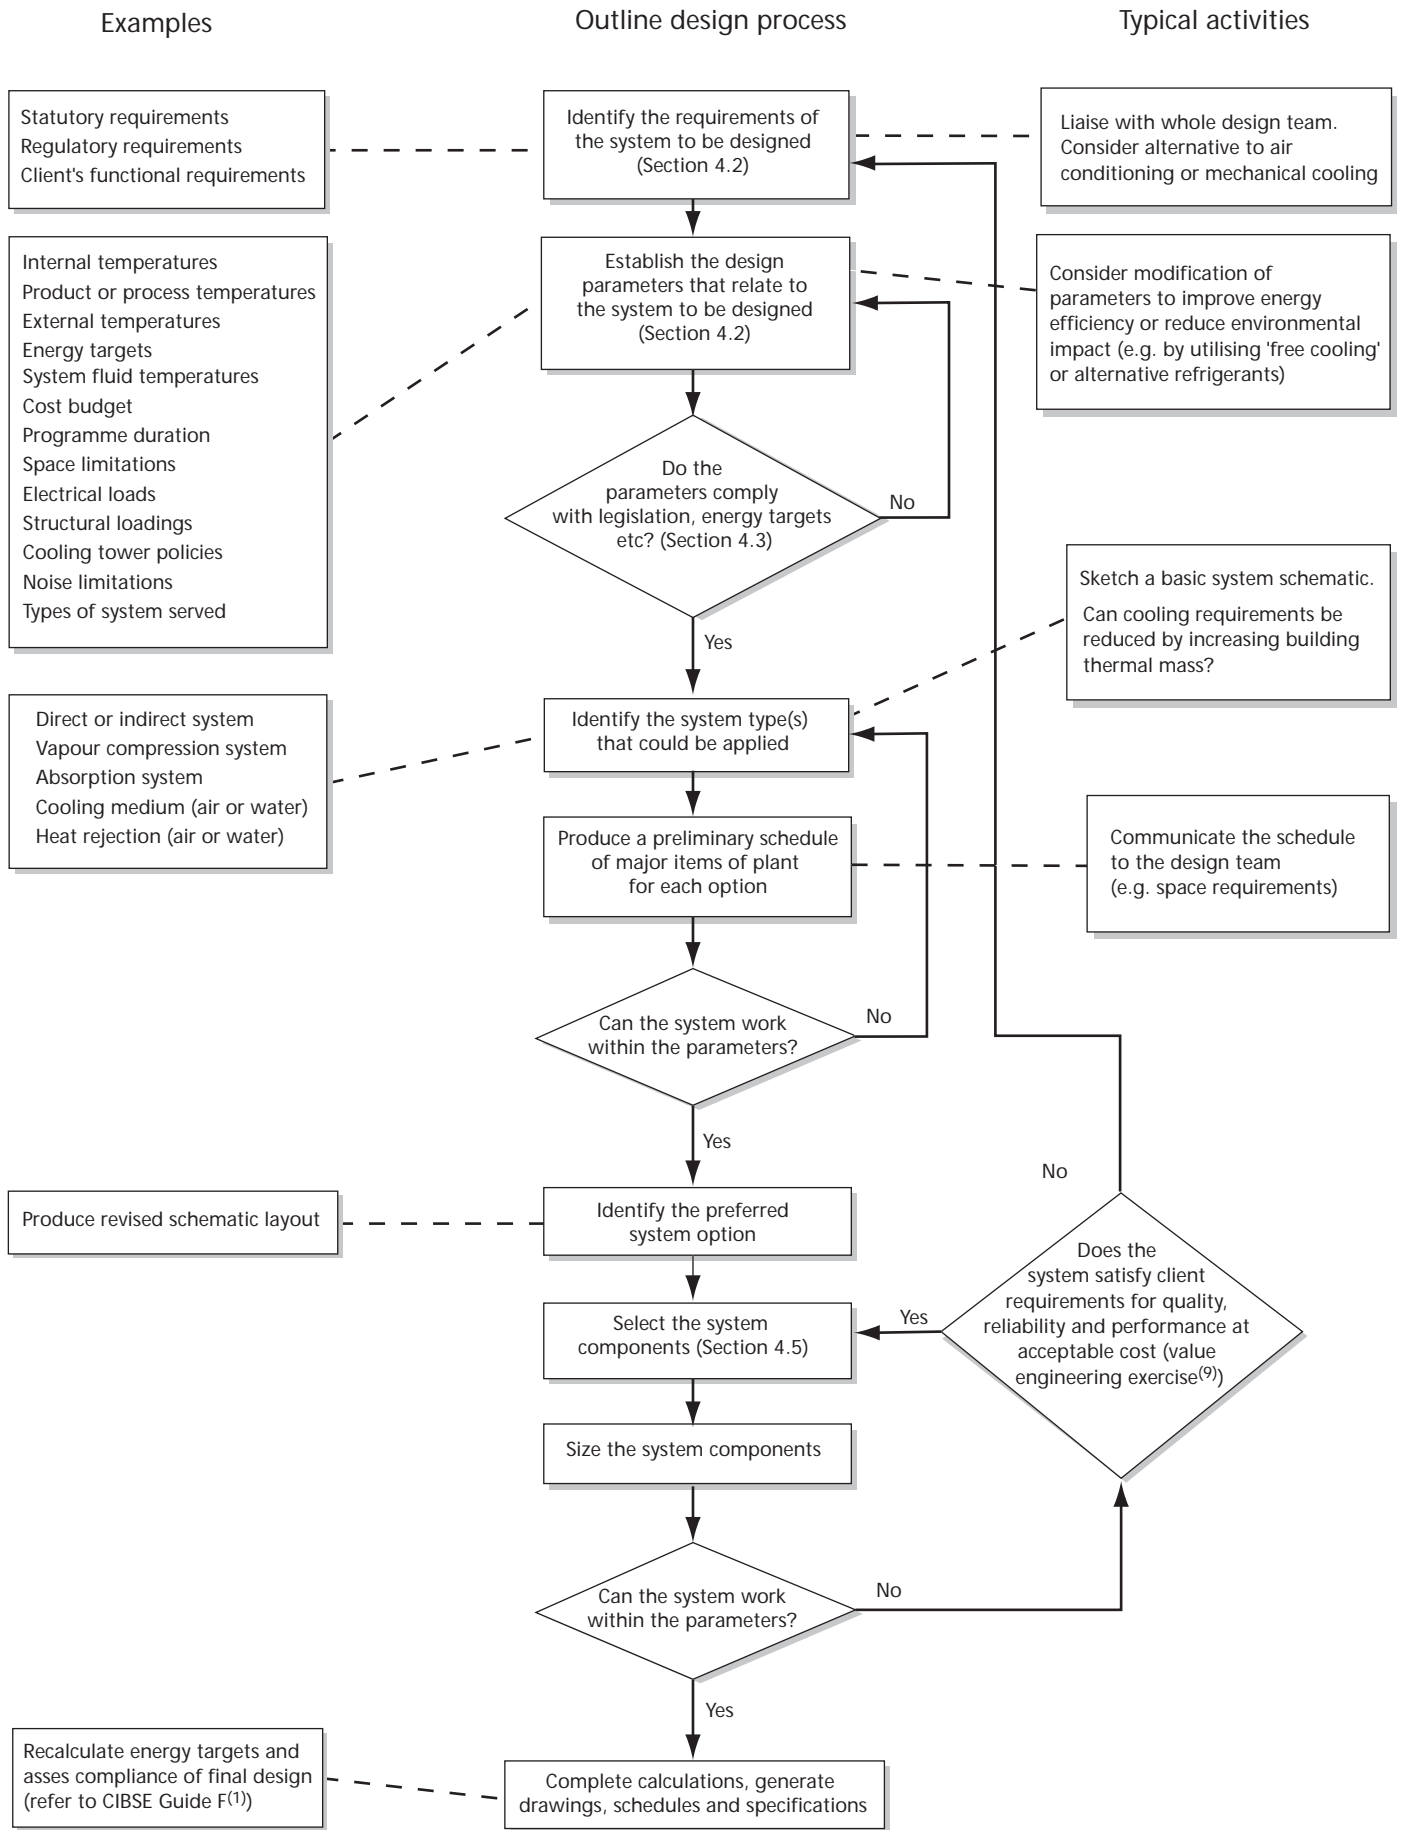 Examples
Outline design process
Typical activities
Statutory requirements
Regulatory requirements
Client's functional requirements
Identify the requirements of
the system to be designed
(Section 4.2)
Liaise with whole design team.
Consider alternative to air
conditioning or mechanical cooling
Internal temperatures
Product or process temperatures
External temperatures
Energy targets
System fluid temperatures
Cost budget
Programme duration
Space limitations
Electrical loads
Structural loadings
Cooling tower policies
Noise limitations
Types of system served
Establish the design
parameters that relate to
the system to be designed
(Section 4.2)
Consider modification of
parameters to improve energy
efficiency or reduce environmental
impact (e.g. by utilising 'free cooling'
or alternative refrigerants)
Do the
parameters comply
with legislation, energy targets
etc? (Section 4.3)
No
Yes
Sketch a basic system schematic.
Can cooling requirements be
reduced by increasing building
thermal mass?
Direct or indirect system
Vapour compression system
Absorption system
Cooling medium (air or water)
Heat rejection (air or water)
Identify the system type(s)
that could be applied
Produce a preliminary schedule
of major items of plant
for each option
Communicate the schedule
to the design team
(e.g. space requirements)
Can the system work
within the parameters?
No
Yes
No
Produce revised schematic layout
Identify the preferred
system option
Does the
system satisfy client
requirements for quality,
reliability and performance at
acceptable cost (value
engineering exercise(9))
Yes
Select the system
components (Section 4.5)
Size the system components
Can the system work
within the parameters?
No
Yes
Recalculate energy targets and
asses compliance of final design
(refer to CIBSE Guide F(1))
Complete calculations, generate
drawings, schedules and specifications